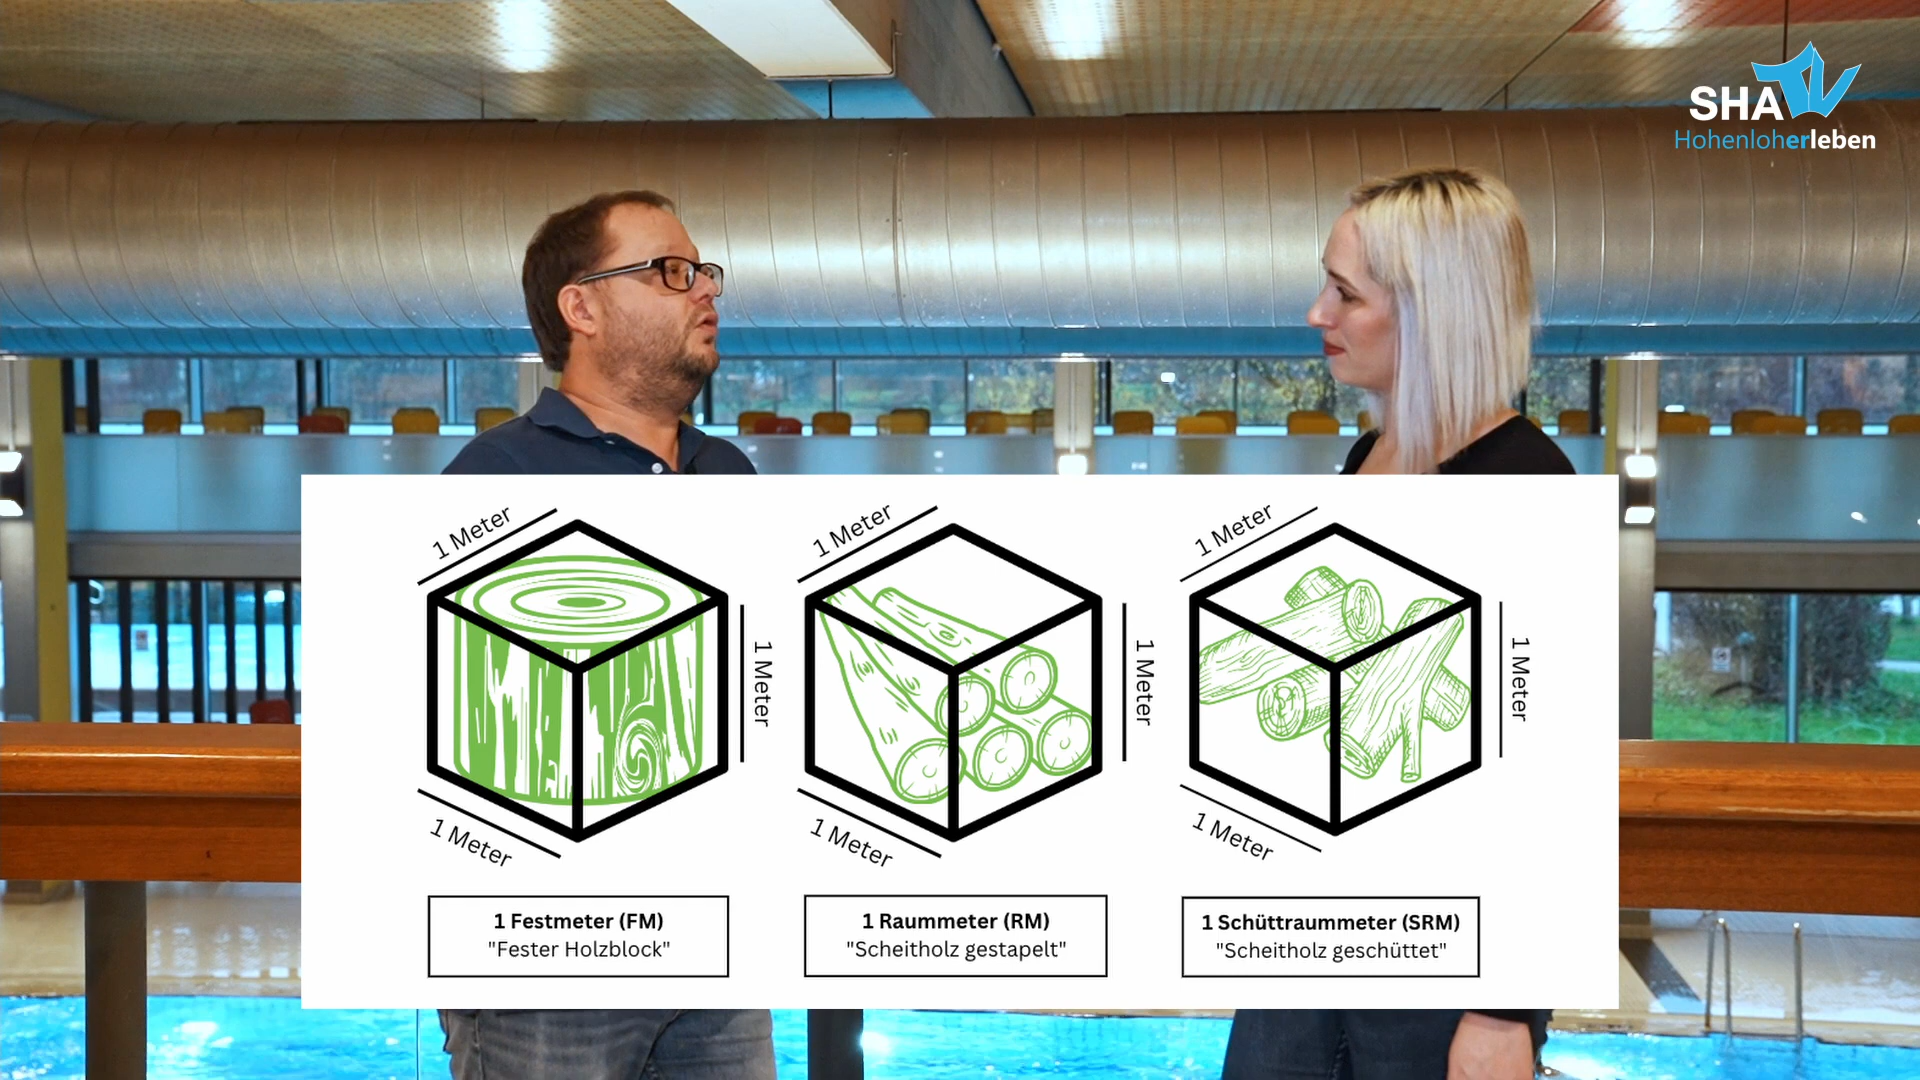 SHA TV
Hohenloherleben
1 Meter
1 Meter
1 Meter
1 Meter
1 Meter
1 Meter
1 Meter
1 Meter
1 Meter
1 Festmeter (FM)
"Fester Holzblock"
1 Raummeter (RM)
"Scheitholz gestapelt"
1 Schüttraummeter (SRM)
"Scheitholz geschüttet"